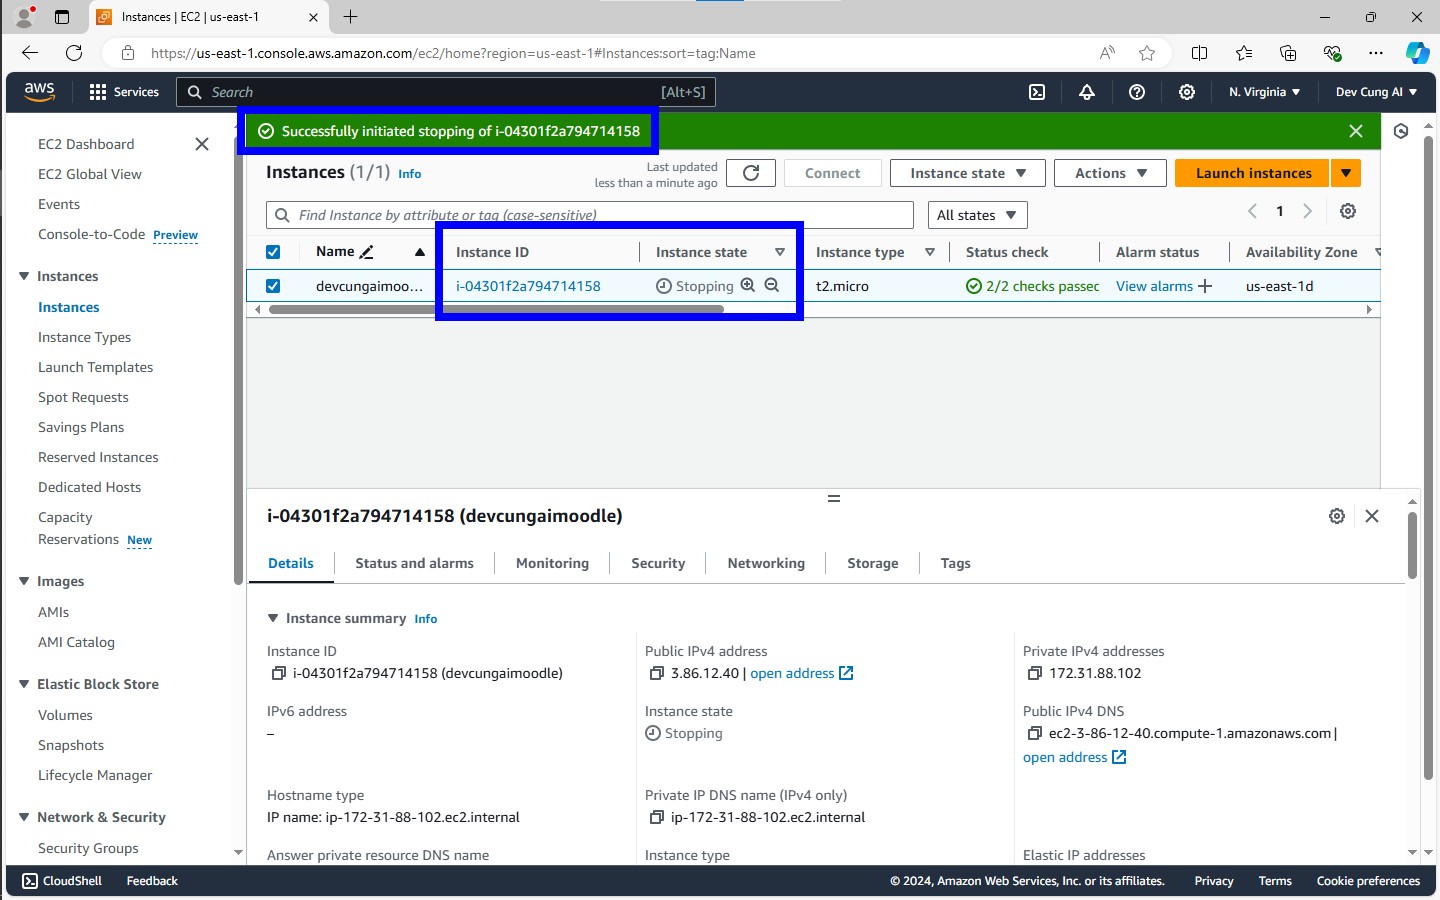 Instances | EC2 | us-east-1
https://us-east-1.console.aws.amazon.com/ec2/home?region=us-east-1#Instances:sort=tag:Name
aws
Services
Search
[Alt+S]
N. Virginia
Dev Cung AI
Successfully initiated stopping of i-04301f2a794714158
EC2 Dashboard
EC2 Global View
Events
Console-to-Code Preview
Instances
Instances
Instance Types
Launch Templates
Spot Requests
Savings Plans
Reserved Instances
Dedicated Hosts
Capacity
Reservations New
Images
AMIs
AMI Catalog
Elastic Block Store
Volumes
Snapshots
Lifecycle Manager
Network & Security
Security Groups
Instances (1/1) Info
Last updated
less than a minute ago
Connect
Instance state
Actions
Launch instances
Find Instance by attribute or tag (case-sensitive)
All states
1
Name Instance ID Instance state Instance type Status check Alarm status Availability Zone
devcungaimoo... i-04301f2a794714158 Stopping t2.micro 2/2 checks passed View alarms us-east-1d
i-04301f2a794714158 (devcungaimoodle)
Details Status and alarms Monitoring Security Networking Storage Tags
Instance summary Info
Instance ID
i-04301f2a794714158 (devcungaimoodle)
Public IPv4 address
3.86.12.40 | open address
Private IPv4 addresses
172.31.88.102
IPv6 address
–
Instance state
Stopping
Public IPv4 DNS
ec2-3-86-12-40.compute-1.amazonaws.com |
open address
Hostname type
IP name: ip-172-31-88-102.ec2.internal
Private IP DNS name (IPv4 only)
ip-172-31-88-102.ec2.internal
Answer private resource DNS name
Instance type
Elastic IP addresses
CloudShell Feedback
© 2024, Amazon Web Services, Inc. or its affiliates. Privacy Terms Cookie preferences